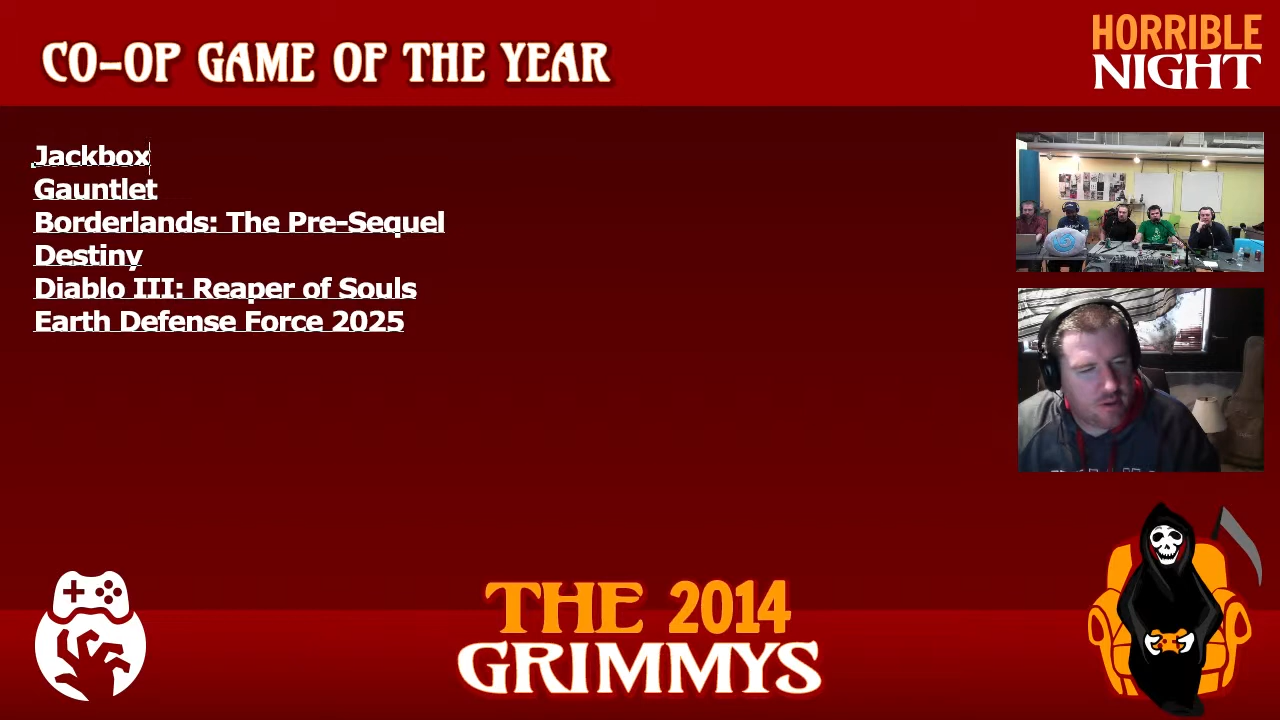 CO-OP GAME OF THE YEAR
HORRIBLE
NIGHT
Jackbox
Gauntlet
Borderlands: The Pre-Sequel
Destiny
Diablo III: Reaper of Souls
Earth Defense Force 2025
THE 2014
GRIMMYS